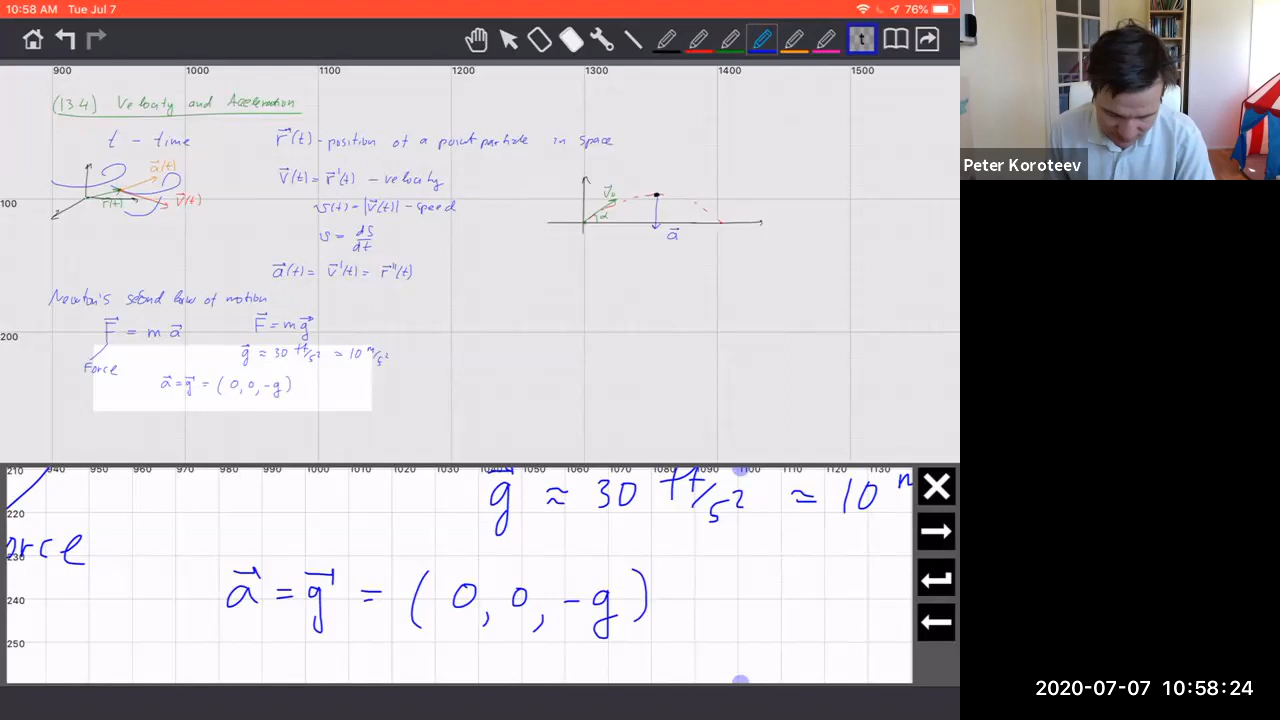 10:58 AM Tue Jul 7
76%
t
900 1000 1100 1200 1300 1400 1500
(13.4) Velocity and Acceleration
t - time
r⃗(t) - position of a point particle in space
a⃗(t)
v⃗(t)
r⃗(t)
v⃗(t) = r⃗'(t) - velocity
v(t) = |v⃗(t)| - speed
v = ds/dt
a⃗(t) = v⃗'(t) = r⃗''(t)
100
v⃗₀
α
a⃗
Newton's second law of motion
F⃗ = m a⃗
F⃗ = m g⃗
200
g⃗ ≈ 30 ft/s² ≃ 10 m/s²
Force
a⃗ = g⃗ = (0, 0, -g)
210 940 950 960 970 980 990 1000 1010 1020 1030 1040 1050 1060 1070 1080 1090 1100 1110 1120 1130
g⃗ ≈ 30 ft/s² ≃ 10 m
220
orce
230
a⃗ = g⃗ = (0, 0, -g)
240
250
Peter Koroteev
2020-07-07 10:58:24